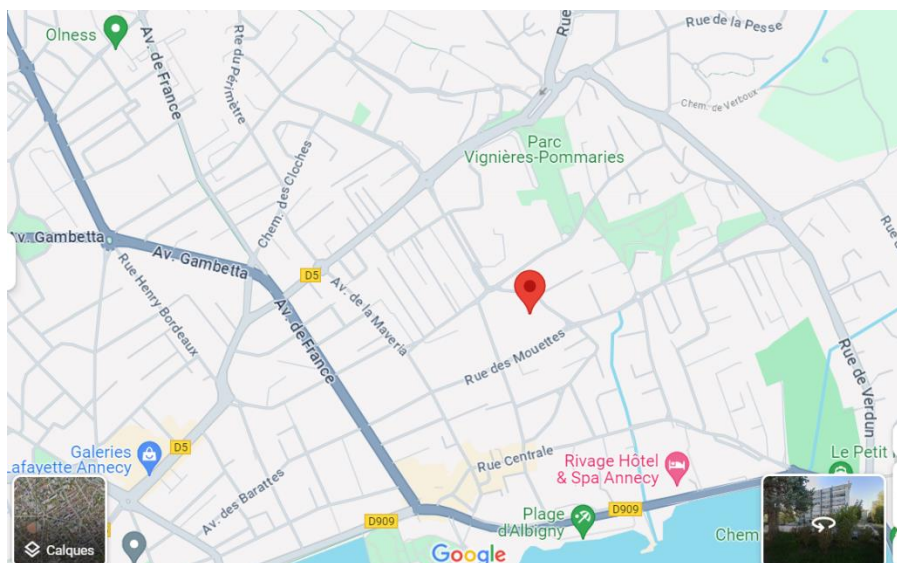 Olness
Av. de France
Rte du Périmètre
Rue
Rue de la Pesse
Chem. de Verboux
Parc
Vignières-Pommaries
Chem. des Cloches
Av. Gambetta
Av. Gambetta
D5
Rue Henry Bordeaux
Av. de la Maveria
Av. de France
Rue des Mouettes
Rue de Verdun
Galeries
Lafayette Annecy
D5
Rue Centrale
Rivage Hôtel
& Spa Annecy
Le Petit
Av. des Barattes
D909
Plage
d'Albigny
D909
Chem
Calques
Google